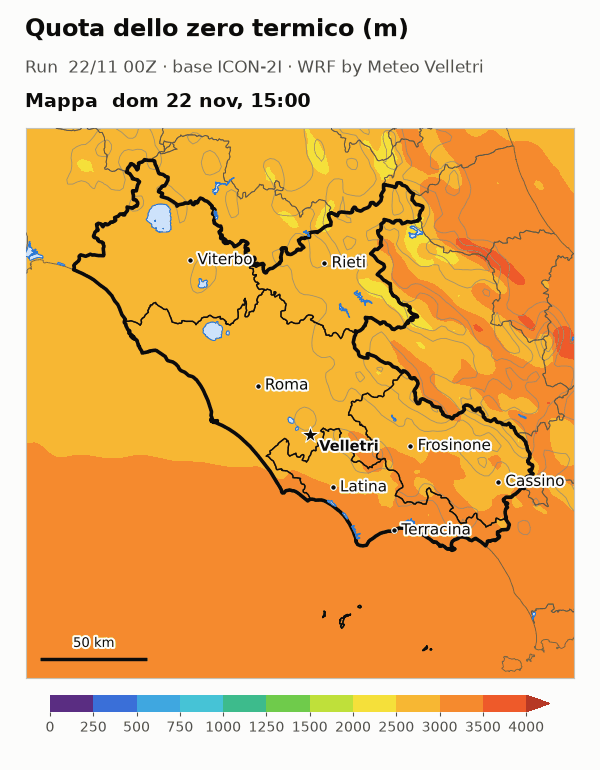 Quota dello zero termico (m)
Run  22/11 00Z · base ICON-2I · WRF by Meteo Velletri
Mappa  dom 22 nov, 15:00
Viterbo
Rieti
Roma
Velletri
Frosinone
Cassino
Latina
Terracina
50 km
0 250 500 750 1000 1250 1500 2000 2500 3000 3500 4000